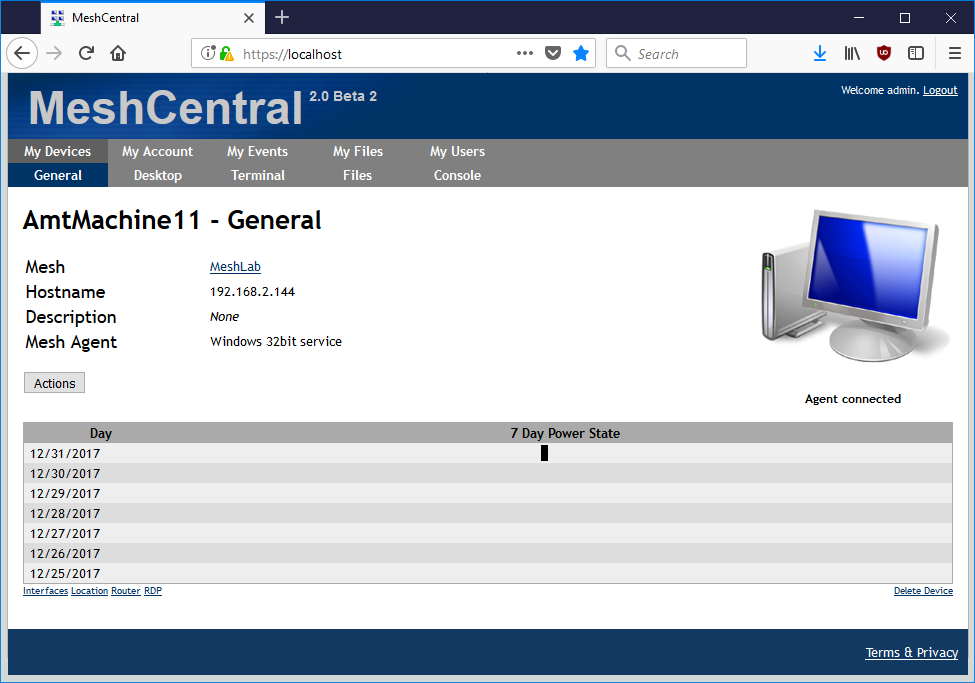 MeshCentral
https://localhost
Search
MeshCentral 2.0 Beta 2
Welcome admin. Logout
My Devices My Account My Events My Files My Users
General Desktop Terminal Files Console
AmtMachine11 - General
Mesh MeshLab
Hostname 192.168.2.144
Description None
Mesh Agent Windows 32bit service
Actions
Agent connected
Day 7 Day Power State
12/31/2017
12/30/2017
12/29/2017
12/28/2017
12/27/2017
12/26/2017
12/25/2017
Interfaces Location Router RDP Delete Device
Terms & Privacy